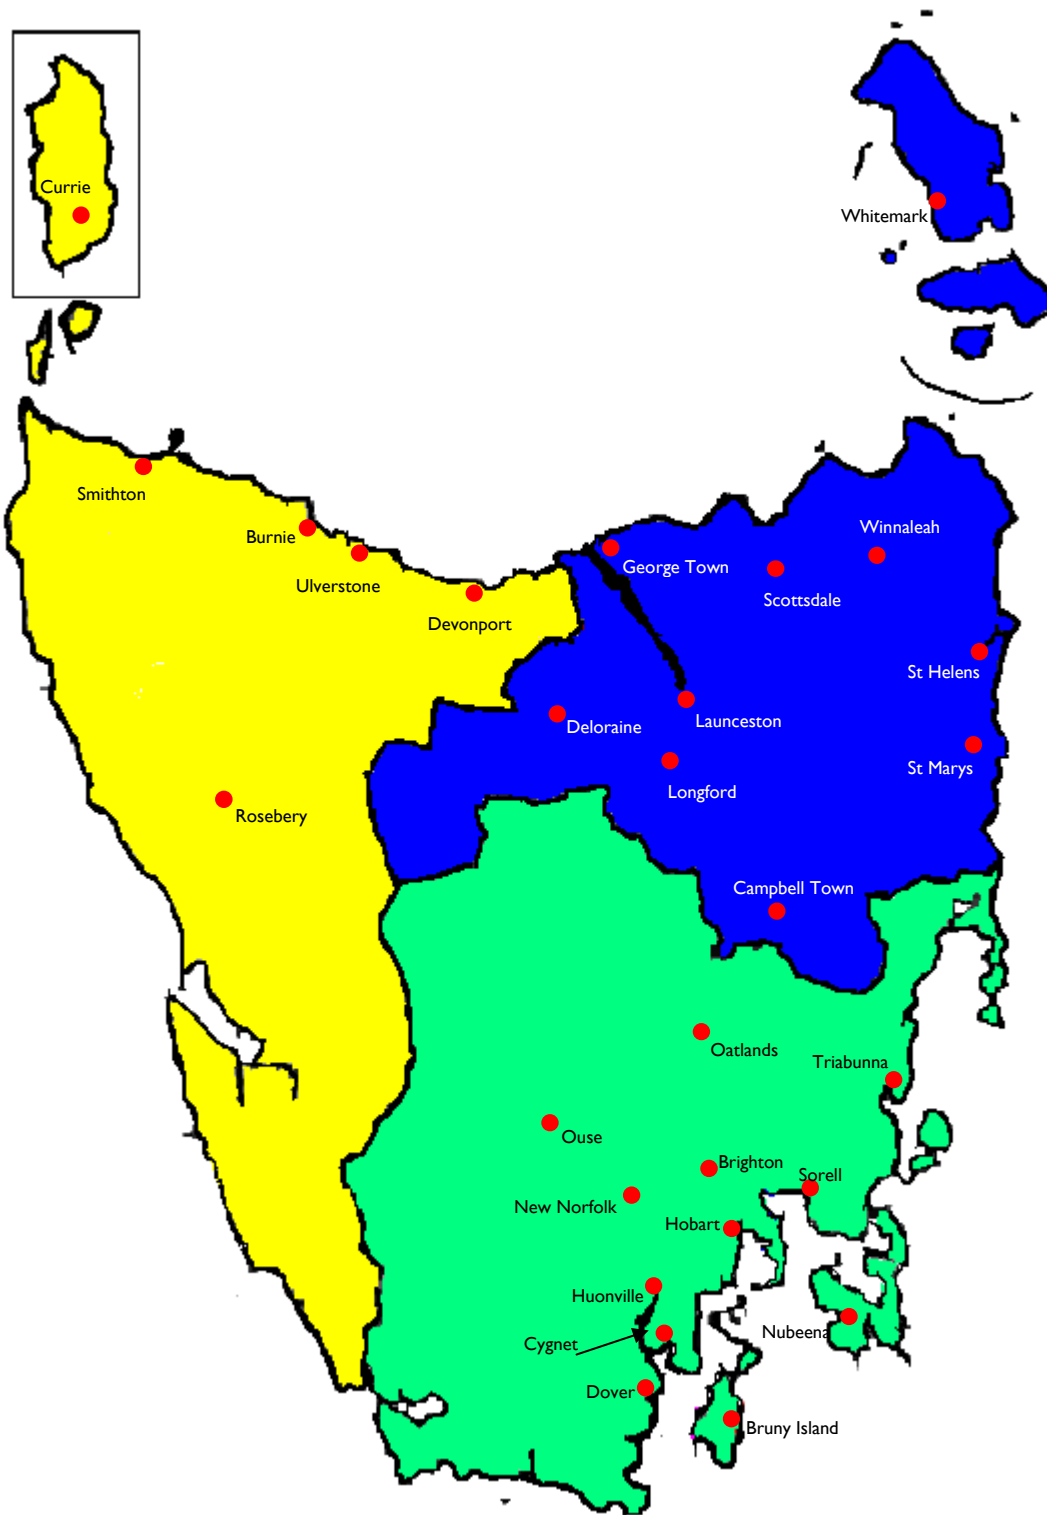 Currie
Whitemark
Smithton
Burnie
Winnaleah
George Town
Ulverstone
Scottsdale
Devonport
St Helens
Deloraine
Launceston
St Marys
Longford
Rosebery
Campbell Town
Oatlands
Triabunna
Ouse
Brighton
Sorell
New Norfolk
Hobart
Huonville
Nubeena
Cygnet
Dover
Bruny Island